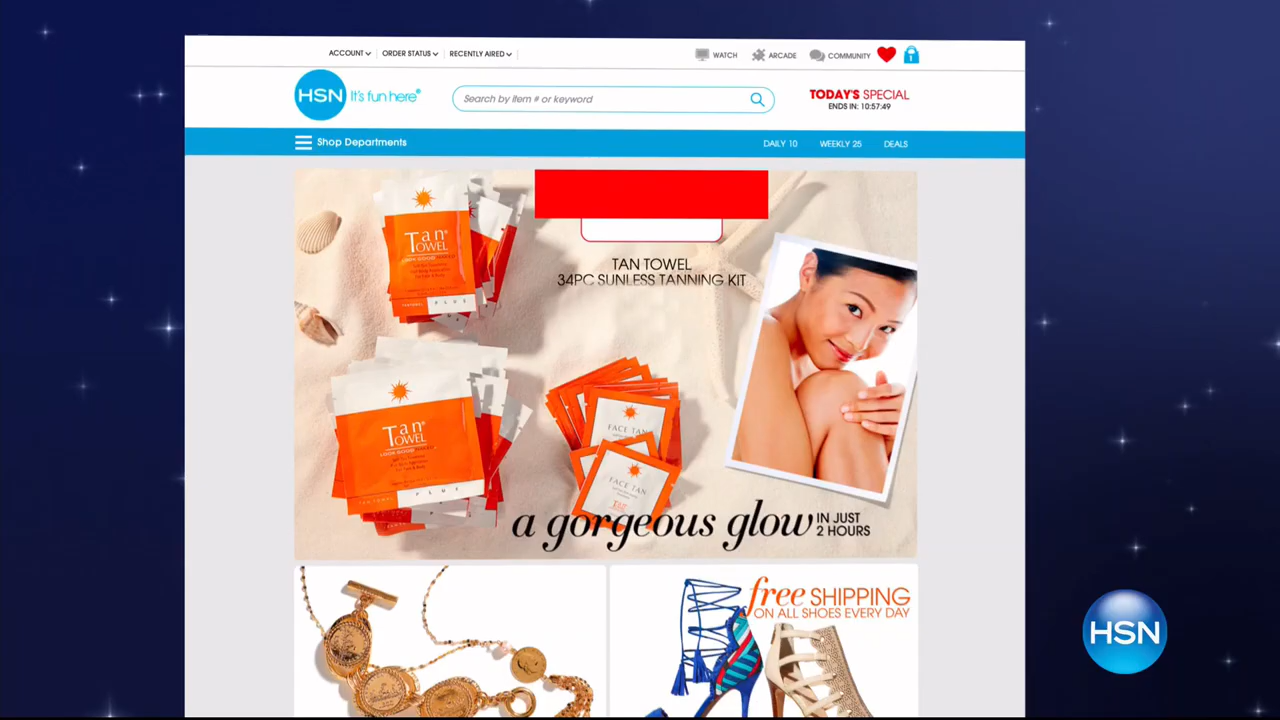 ACCOUNT
ORDER STATUS
RECENTLY AIRED
WATCH
ARCADE
COMMUNITY
1
HSN It's fun here®
Search by item # or keyword
TODAY'S SPECIAL
ENDS IN: 10:57:49
Shop Departments
DAILY 10
WEEKLY 25
DEALS
Tan
TOWEL
PLUS
TAN TOWEL
34PC SUNLESS TANNING KIT
Tan
TOWEL
PLUS
FACE TAN
FACE TAN
a gorgeous glow IN JUST
2 HOURS
free SHIPPING
ON ALL SHOES EVERY DAY
HSN